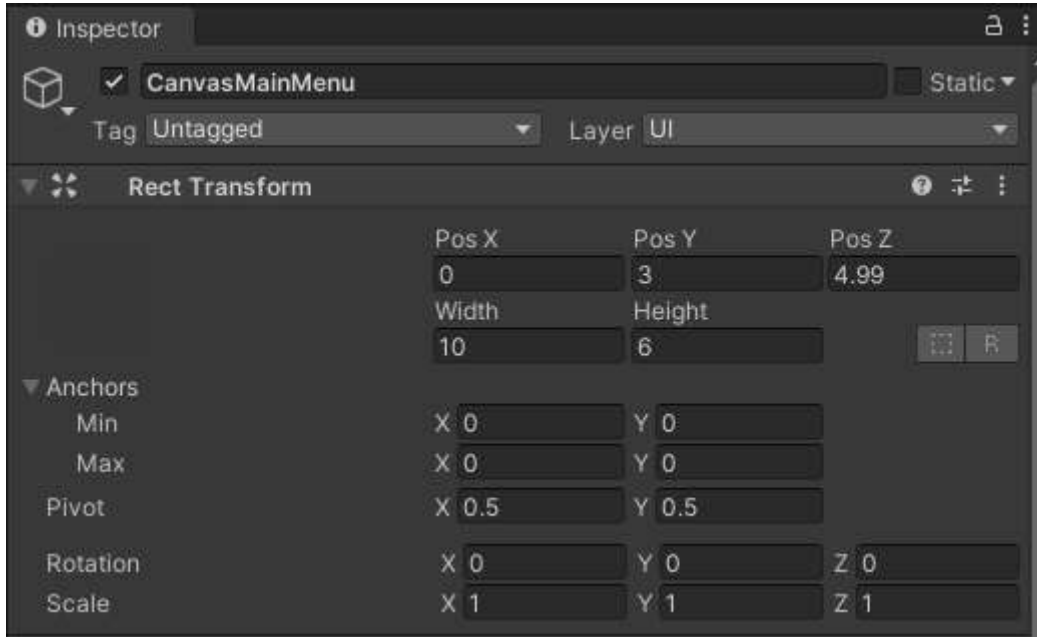 Inspector
CanvasMainMenu Static
Tag Untagged Layer UI
Rect Transform
Pos X Pos Y Pos Z
0 3 4.99
Width Height
10 6
R
Anchors
Min X 0 Y 0
Max X 0 Y 0
Pivot X 0.5 Y 0.5
Rotation X 0 Y 0 Z 0
Scale X 1 Y 1 Z 1